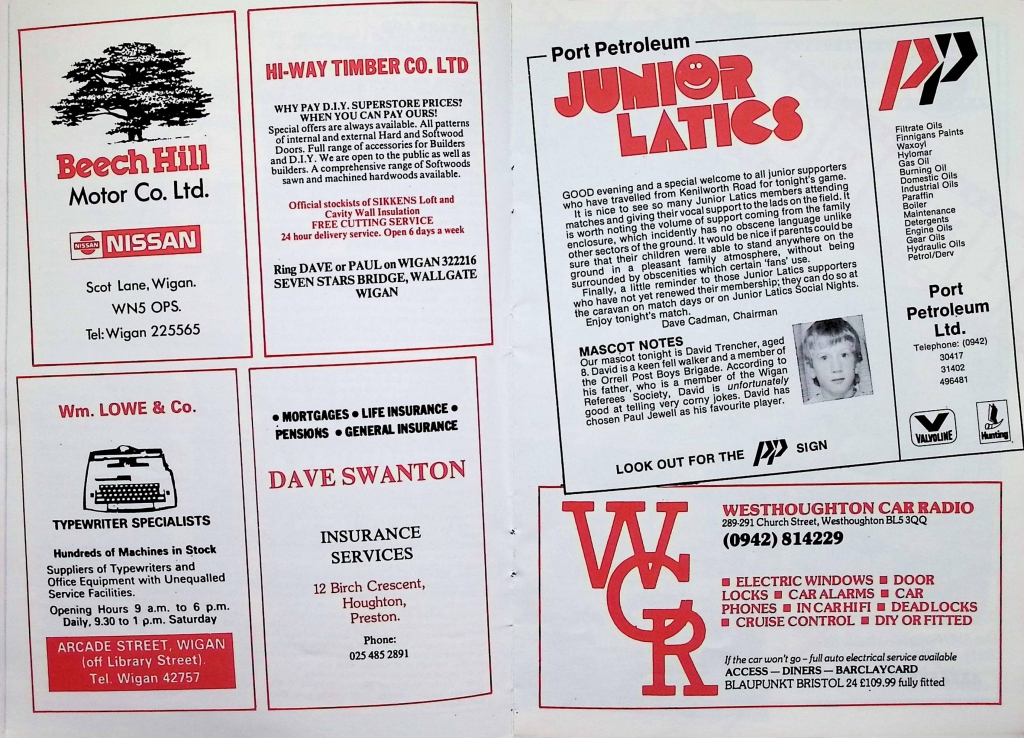 Beech Hill
Motor Co. Ltd.
NISSAN
NISSAN
Scot Lane, Wigan.
WN5 OPS.
Tel: Wigan 225565
HI-WAY TIMBER CO. LTD
WHY PAY D.I.Y. SUPERSTORE PRICES?
WHEN YOU CAN PAY OURS!
Special offers are always available. All patterns
of internal and external Hard and Softwood
Doors. Full range of accessories for Builders
and D.I.Y. We are open to the public as well as
builders. A comprehensive range of Softwoods
sawn and machined hardwoods available.
Official stockists of SIKKENS Loft and
Cavity Wall Insulation
FREE CUTTING SERVICE
24 hour delivery service. Open 6 days a week
Ring DAVE or PAUL on WIGAN 322216
SEVEN STARS BRIDGE, WALLGATE
WIGAN
Wm. LOWE & Co.
TYPEWRITER SPECIALISTS
Hundreds of Machines in Stock
Suppliers of Typewriters and
Office Equipment with Unequalled
Service Facilities.
Opening Hours 9 a.m. to 6 p.m.
Daily, 9.30 to 1 p.m. Saturday
ARCADE STREET, WIGAN
(off Library Street).
Tel. Wigan 42757
• MORTGAGES • LIFE INSURANCE •
PENSIONS • GENERAL INSURANCE
DAVE SWANTON
INSURANCE
SERVICES
12 Birch Crescent,
Houghton,
Preston.
Phone:
025 485 2891
Port Petroleum
JUNIOR
LATICS
GOOD evening and a special welcome to all junior supporters
who have travelled from Kenilworth Road for tonight's game.
It is nice to see so many Junior Latics members attending
matches and giving their vocal support to the lads on the field. It
is worth noting the volume of support coming from the family
enclosure, which incidently has no obscene language unlike
other sectors of the ground. It would be nice if parents could be
sure that their children were able to stand anywhere on the
ground in a pleasant family atmosphere, without being
surrounded by obscenities which certain 'fans' use.
Finally, a little reminder to those Junior Latics supporters
who have not yet renewed their membership; they can do so at
the caravan on match days or on Junior Latics Social Nights.
Enjoy tonight's match.
Dave Cadman, Chairman
MASCOT NOTES
Our mascot tonight is David Trencher, aged
8. David is a keen fell walker and a member of
the Orrell Post Boys Brigade. According to
his father, who is a member of the Wigan
Referees Society, David is unfortunately
good at telling very corny jokes. David has
chosen Paul Jewell as his favourite player.
LOOK OUT FOR THE PP SIGN
PP
Filtrate Oils
Finnigans Paints
Waxoyl
Hylomar
Gas Oil
Burning Oil
Domestic Oils
Industrial Oils
Paraffin
Boiler
Maintenance
Detergents
Engine Oils
Gear Oils
Hydraulic Oils
Petrol/Derv
Port
Petroleum
Ltd.
Telephone: (0942)
30417
31402
496481
VALVOLINE
Hunting
WCR
WESTHOUGHTON CAR RADIO
289-291 Church Street, Westhoughton BL5 3QQ
(0942) 814229
■ ELECTRIC WINDOWS ■ DOOR
LOCKS ■ CAR ALARMS ■ CAR
PHONES ■ IN CAR HIFI ■ DEADLOCKS
■ CRUISE CONTROL ■ DIY OR FITTED
If the car won't go – full auto electrical service available
ACCESS — DINERS — BARCLAYCARD
BLAUPUNKT BRISTOL 24 £109.99 fully fitted